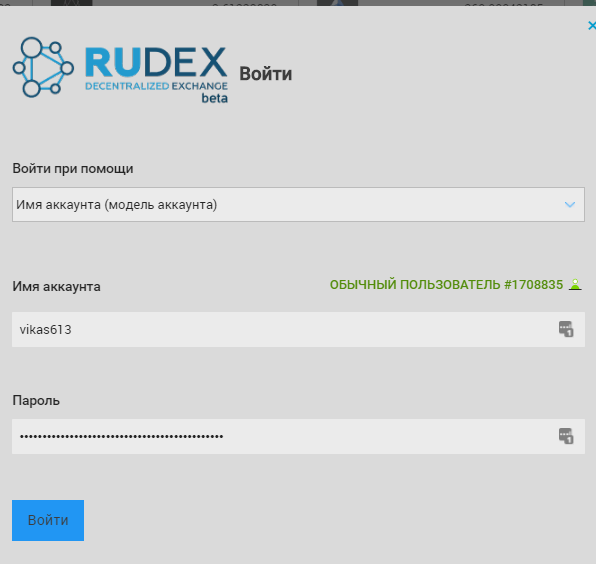 RUDEX
DECENTRALIZED EXCHANGE
beta
Войти
Войти при помощи
Имя аккаунта (модель аккаунта)
Имя аккаунта
ОБЫЧНЫЙ ПОЛЬЗОВАТЕЛЬ #1708835
vikas613
Пароль
Войти